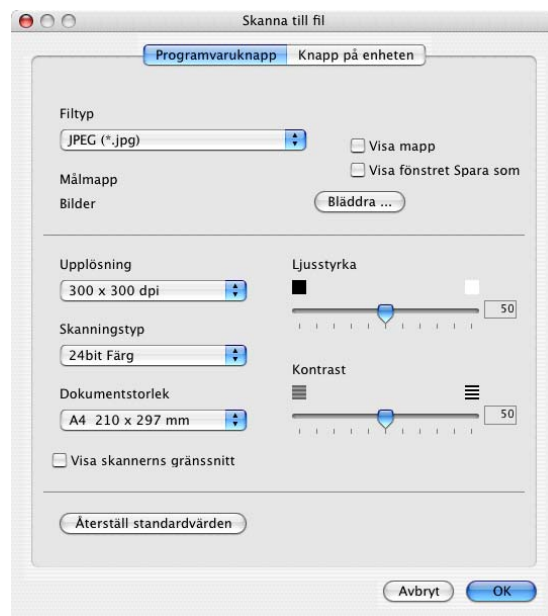 Skanna till fil
Programvaruknapp Knapp på enheten
Filtyp
JPEG (*.jpg)
Visa mapp
Visa fönstret Spara som
Målmapp
Bilder
Bläddra ...
Upplösning
300 x 300 dpi
Skanningstyp
24bit Färg
Dokumentstorlek
A4 210 x 297 mm
Visa skannerns gränssnitt
Ljusstyrka
50
Kontrast
50
Återställ standardvärden
Avbryt OK